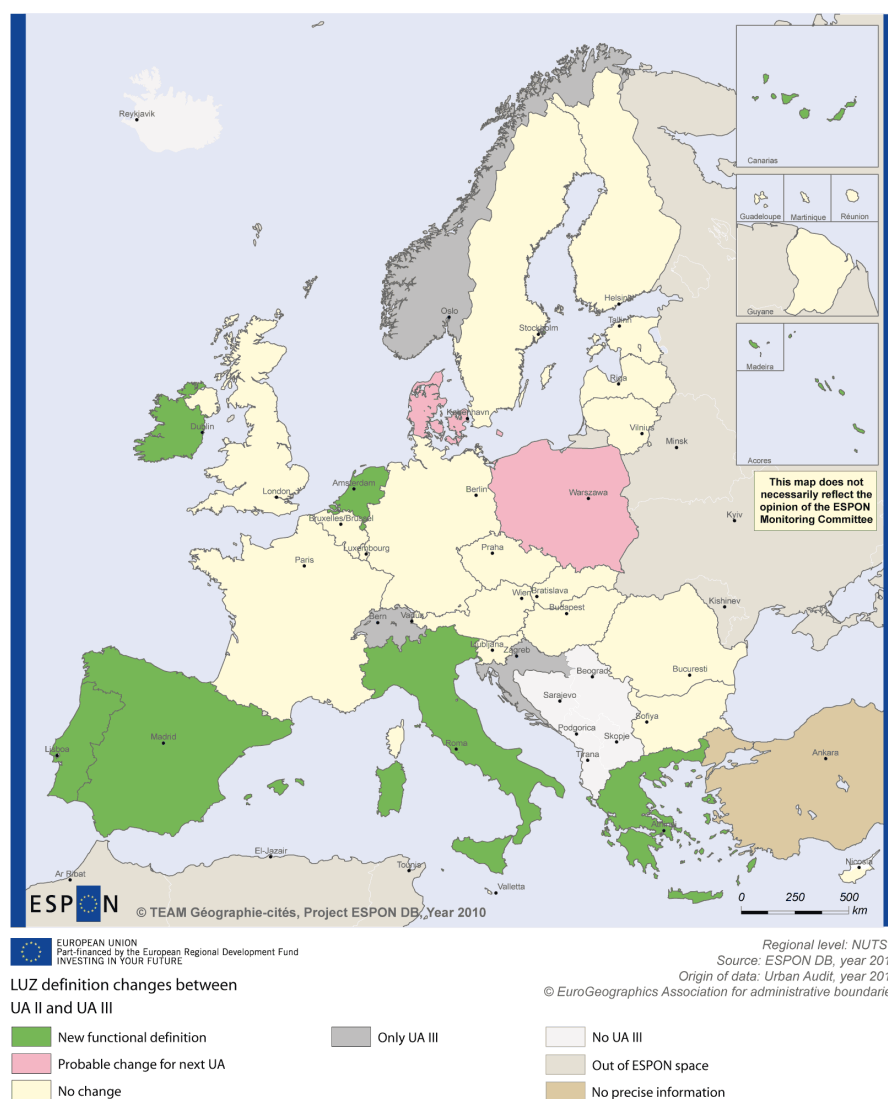 Reykjavik
Canarias
Guadeloupe
Martinique
Réunion
Guyane
Madeira
Acores
Oslo
Helsinki
Tallinn
Stockholm
Riga
København
Vilnius
Minsk
Dublin
Amsterdam
London
Berlin
Warszawa
This map does not
necessarily reflect the
opinion of the ESPON
Monitoring Committee
Bruxelles/Brussel
Kyiv
Luxembourg
Praha
Paris
Wien
Bratislava
Budapest
Kishinev
Bern
Vaduz
Ljubljana
Zagreb
Beograd
Bucuresti
Sarajevo
Sofiya
Podgorica
Skopje
Madrid
Lisboa
Roma
Tirana
Ankara
Athinai
El-Jazair
Tounis
Ar Ribat
Valletta
Nicosia
ESPON
© TEAM Géographie-cités, Project ESPON DB, Year 2010
0 250 500
km
EUROPEAN UNION
Part-financed by the European Regional Development Fund
INVESTING IN YOUR FUTURE
Regional level: NUTS
Source: ESPON DB, year 201
Origin of data: Urban Audit, year 201
© EuroGeographics Association for administrative boundarie
LUZ definition changes between
UA II and UA III
New functional definition
Probable change for next UA
No change
Only UA III
No UA III
Out of ESPON space
No precise information